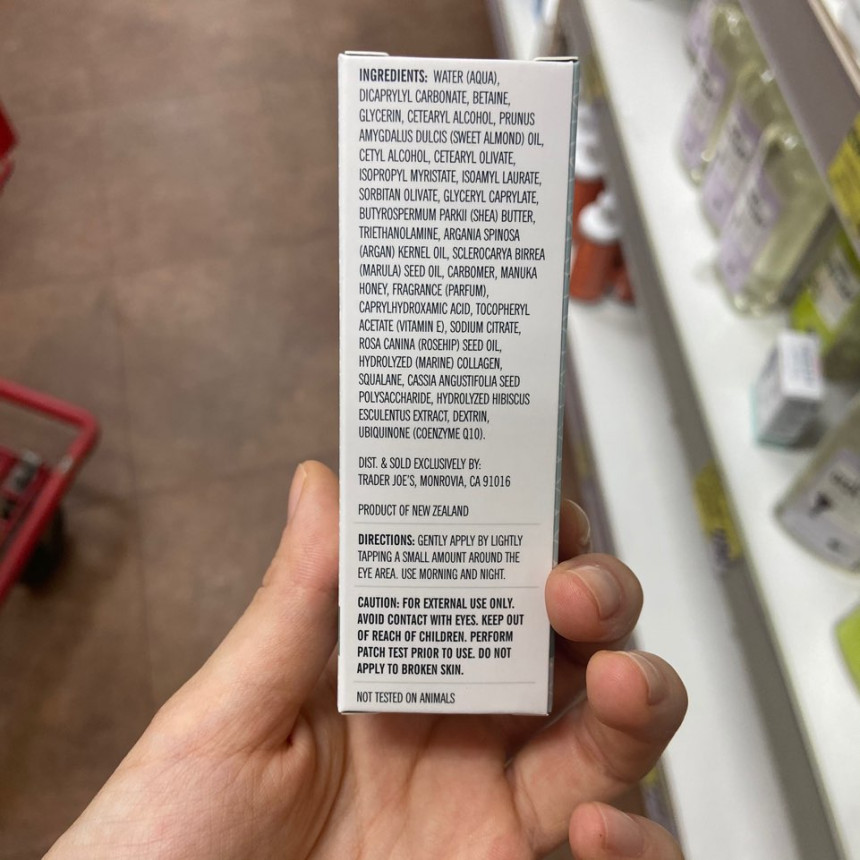 INGREDIENTS: WATER (AQUA),
DICAPRYLYL CARBONATE, BETAINE,
GLYCERIN, CETEARYL ALCOHOL, PRUNUS
AMYGDALUS DULCIS (SWEET ALMOND) OIL,
CETYL ALCOHOL, CETEARYL OLIVATE,
ISOPROPYL MYRISTATE, ISOAMYL LAURATE,
SORBITAN OLIVATE, GLYCERYL CAPRYLATE,
BUTYROSPERMUM PARKII (SHEA) BUTTER,
TRIETHANOLAMINE, ARGANIA SPINOSA
(ARGAN) KERNEL OIL, SCLEROCARYA BIRREA
(MARULA) SEED OIL, CARBOMER, MANUKA
HONEY, FRAGRANCE (PARFUM),
CAPRYLHYDROXAMIC ACID, TOCOPHERYL
ACETATE (VITAMIN E), SODIUM CITRATE,
ROSA CANINA (ROSEHIP) SEED OIL,
HYDROLYZED (MARINE) COLLAGEN,
SQUALANE, CASSIA ANGUSTIFOLIA SEED
POLYSACCHARIDE, HYDROLYZED HIBISCUS
ESCULENTUS EXTRACT, DEXTRIN,
UBIQUINONE (COENZYME Q10).
DIST. & SOLD EXCLUSIVELY BY:
TRADER JOE'S, MONROVIA, CA 91016
PRODUCT OF NEW ZEALAND
DIRECTIONS: GENTLY APPLY BY LIGHTLY
TAPPING A SMALL AMOUNT AROUND THE
EYE AREA. USE MORNING AND NIGHT.
CAUTION: FOR EXTERNAL USE ONLY.
AVOID CONTACT WITH EYES. KEEP OUT
OF REACH OF CHILDREN. PERFORM
PATCH TEST PRIOR TO USE. DO NOT
APPLY TO BROKEN SKIN.
NOT TESTED ON ANIMALS